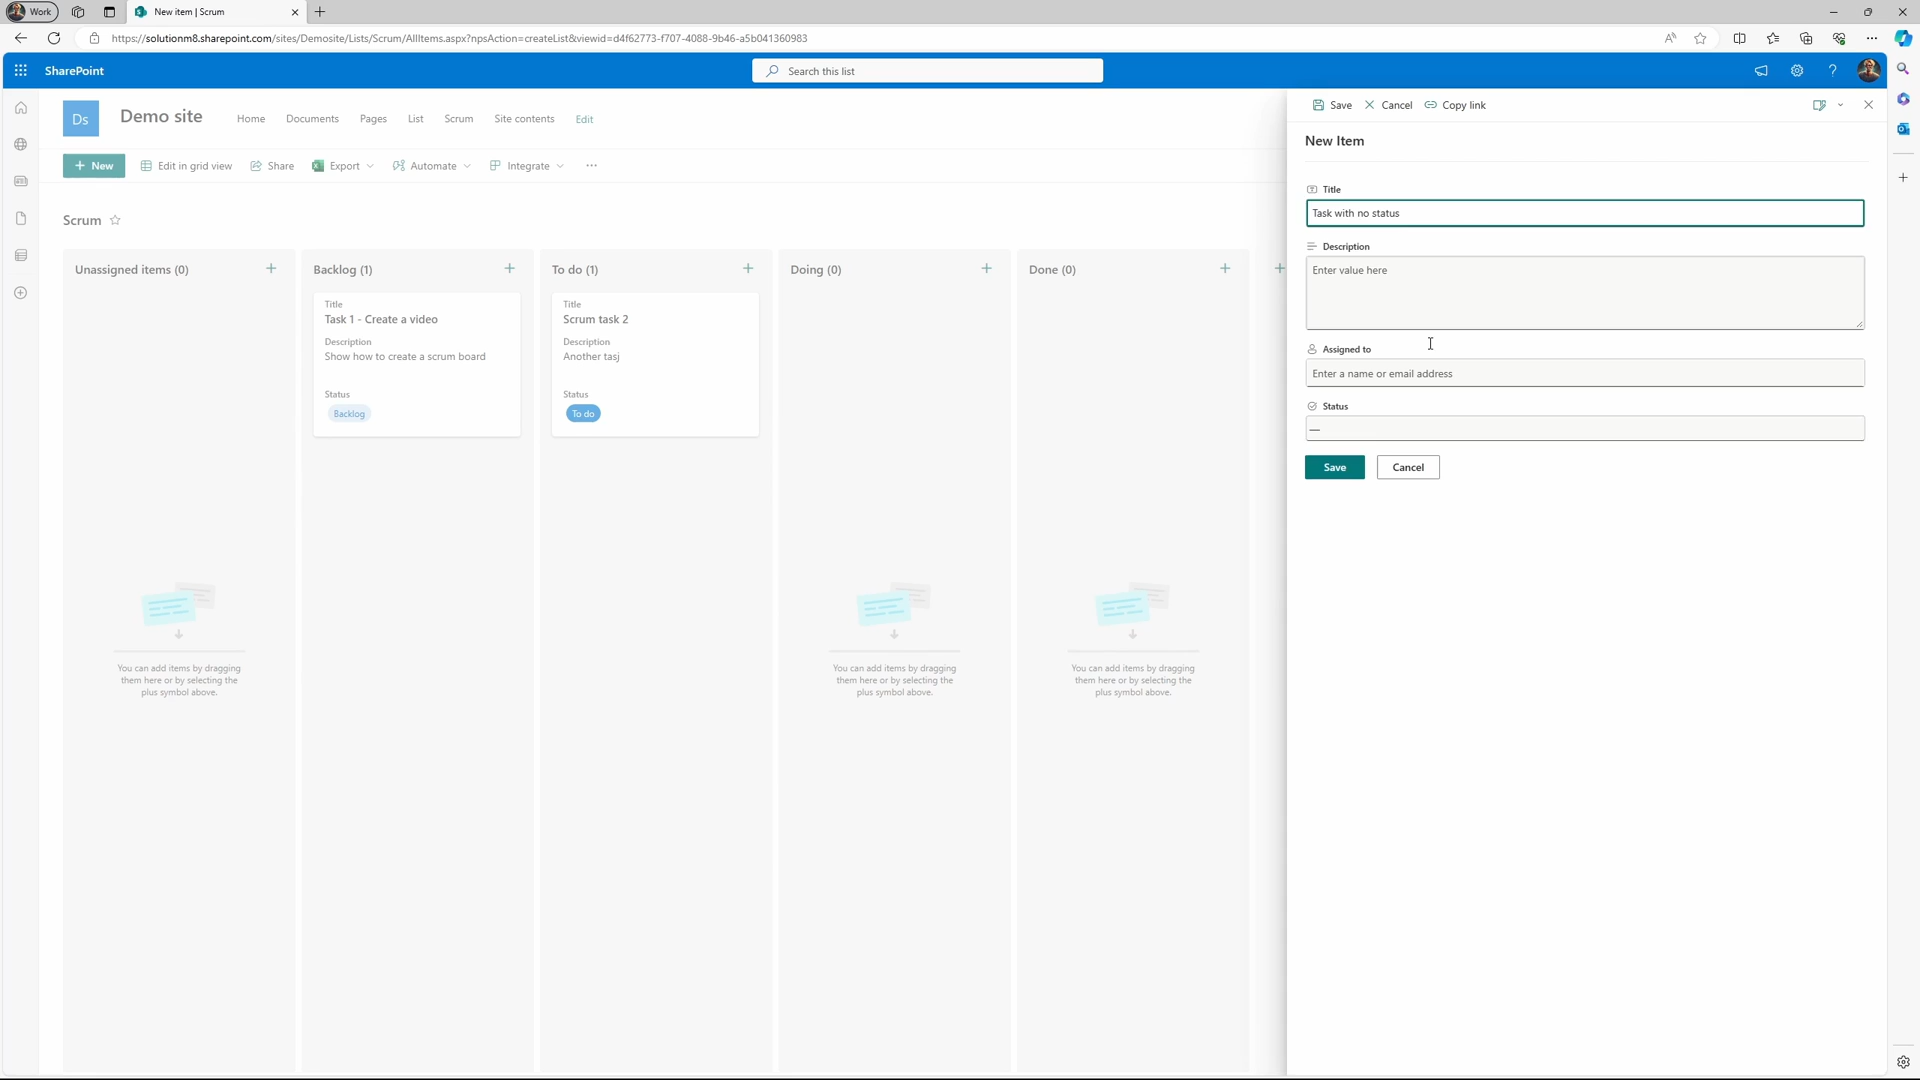 Work
New item | Scrum
https://solutionm8.sharepoint.com/sites/Demosite/Lists/Scrum/AllItems.aspx?npsAction=createList&viewid=d4f62773-f707-4088-9b46-a5b041360983
SharePoint
Search this list
Ds
Demo site
Home
Documents
Pages
List
Scrum
Site contents
Edit
New
Edit in grid view
Share
Export
Automate
Integrate
Scrum
Unassigned items (0)
You can add items by dragging
them here or by selecting the
plus symbol above.
Backlog (1)
Title
Task 1 - Create a video
Description
Show how to create a scrum board
Status
Backlog
To do (1)
Title
Scrum task 2
Description
Another tasj
Status
To do
Doing (0)
You can add items by dragging
them here or by selecting the
plus symbol above.
Done (0)
You can add items by dragging
them here or by selecting the
plus symbol above.
Save
Cancel
Copy link
New Item
Title
Task with no status
Description
Enter value here
Assigned to
Enter a name or email address
Status
—
Save
Cancel